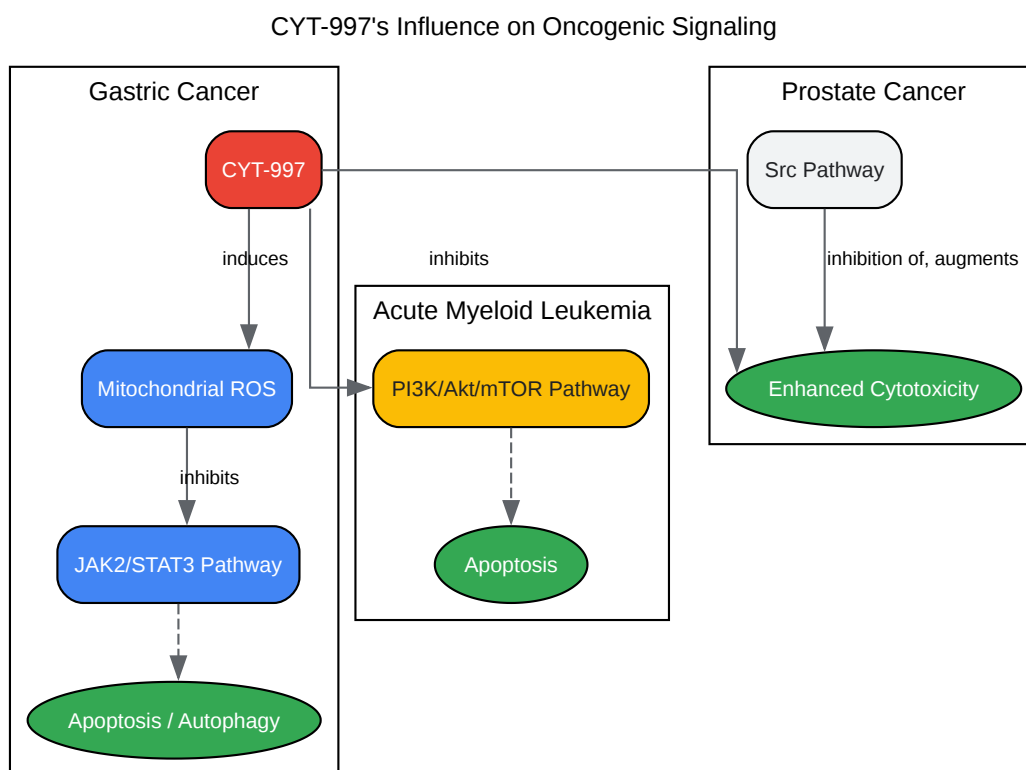 CYT-997's Influence on Oncogenic Signaling
Gastric Cancer
CYT-997
induces
Mitochondrial ROS
inhibits
JAK2/STAT3 Pathway
Apoptosis / Autophagy
inhibits
Acute Myeloid Leukemia
PI3K/Akt/mTOR Pathway
Apoptosis
Prostate Cancer
Src Pathway
inhibition of, augments
Enhanced Cytotoxicity